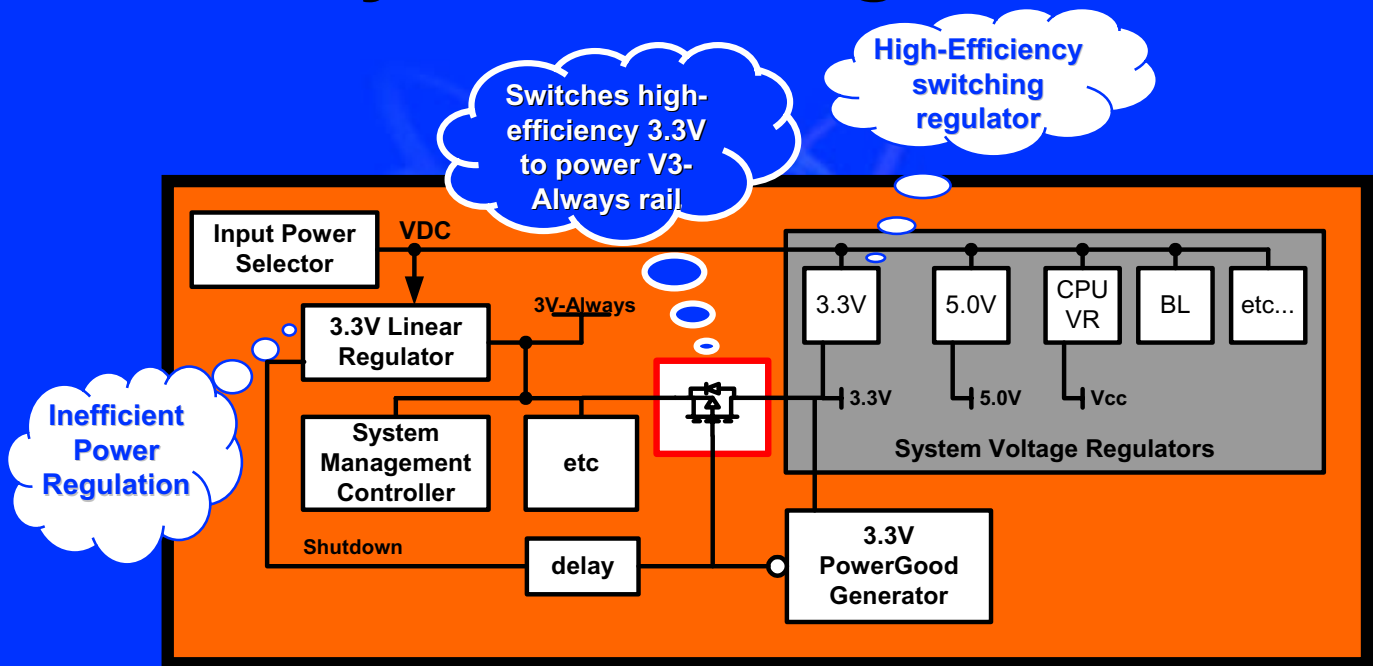 High-Efficiency
switching
regulator
Switches high-
efficiency 3.3V
to power V3-
Always rail
Input Power
Selector
VDC
3.3V Linear
Regulator
3V-Always
3.3V
5.0V
CPU
VR
BL
etc...
3.3V
5.0V
Vcc
System Voltage Regulators
Inefficient
Power
Regulation
System
Management
Controller
etc
Shutdown
delay
3.3V
PowerGood
Generator